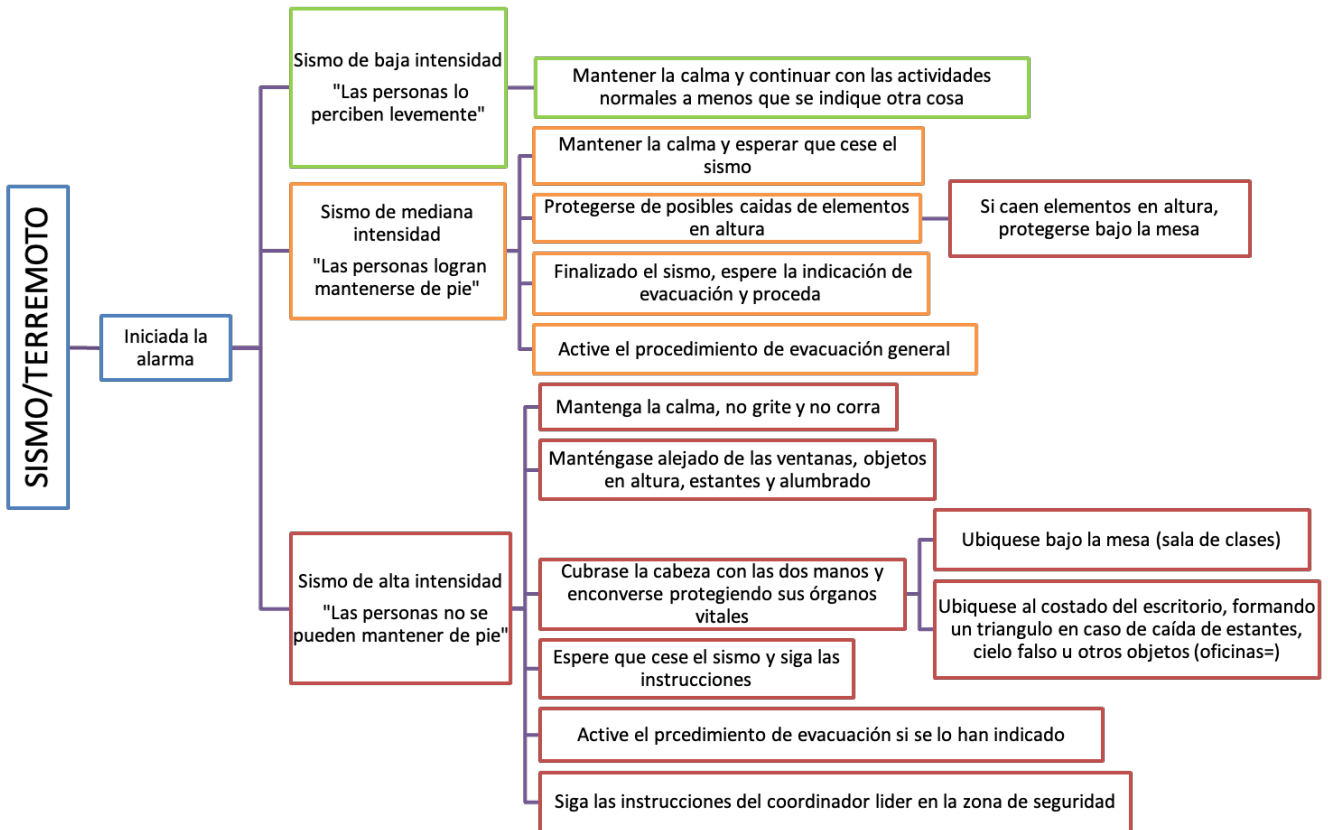 SISMO/TERREMOTO
Iniciada la
alarma
Sismo de baja intensidad
"Las personas lo
perciben levemente"
Mantener la calma y continuar con las actividades
normales a menos que se indique otra cosa
Sismo de mediana
intensidad
"Las personas logran
mantenerse de pie"
Mantener la calma y esperar que cese el
sismo
Protegerse de posibles caidas de elementos
en altura
Si caen elementos en altura,
protegerse bajo la mesa
Finalizado el sismo, espere la indicación de
evacuación y proceda
Active el procedimiento de evacuación general
Sismo de alta intensidad
"Las personas no se
pueden mantener de pie"
Mantenga la calma, no grite y no corra
Manténgase alejado de las ventanas, objetos
en altura, estantes y alumbrado
Cubrase la cabeza con las dos manos y
enconverse protegiendo sus órganos
vitales
Ubiquese bajo la mesa (sala de clases)
Ubiquese al costado del escritorio, formando
un triangulo en caso de caída de estantes,
cielo falso u otros objetos (oficinas=)
Espere que cese el sismo y siga las
instrucciones
Active el prcedimiento de evacuación si se lo han indicado
Siga las instrucciones del coordinador lider en la zona de seguridad